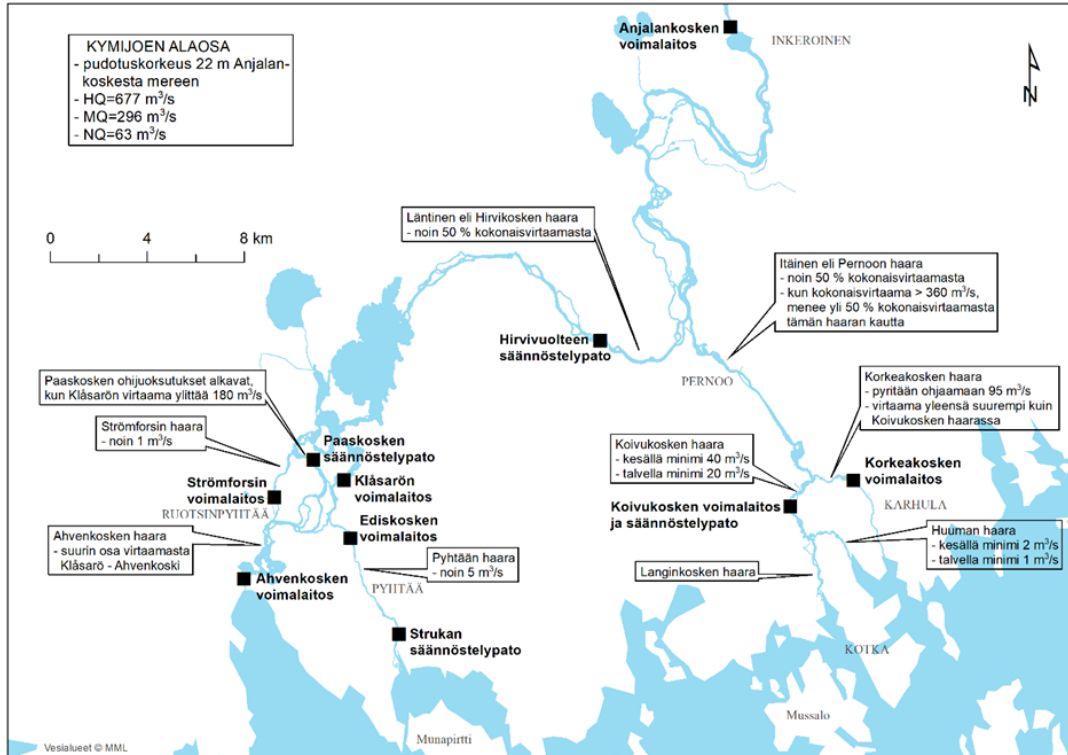 KYMIJOEN ALAOSA
- pudotuskorkeus 22 m Anjalan-
koskesta mereen
- HQ=677 m³/s
- MQ=296 m³/s
- NQ=63 m³/s
Anjalankosken
voimalaitos
INKEROINEN
N
0 4 8 km
Läntinen eli Hirvikosken haara
- noin 50 % kokonaisvirtaamasta
Itäinen eli Pernoon haara
- noin 50 % kokonaisvirtaamasta
- kun kokonaisvirtaama > 360 m³/s,
menee yli 50 % kokonaisvirtaamasta
tämän haaran kautta
Hirvivuolteen
säännöstelypato
PERNOO
Paaskosken ohijuoksutukset alkavat,
kun Klåsarön virtaama ylittää 180 m³/s
Korkeakosken haara
- pyritään ohjaamaan 95 m³/s
- virtaama yleensä suurempi kuin
Koivukosken haarassa
Strömforsin haara
- noin 1 m³/s
Paaskosken
säännöstelypato
Koivukosken haara
- kesällä minimi 40 m³/s
- talvella minimi 20 m³/s
Korkeakosken
voimalaitos
Strömforsin
voimalaitos
Klåsarön
voimalaitos
RUOTSINPYHTÄÄ
Koivukosken voimalaitos
ja säännöstelypato
KARHULA
Ediskosken
voimalaitos
Ahvenkosken haara
- suurin osa virtaamasta
Klåsarö - Ahvenkoski
Huuman haara
- kesällä minimi 2 m³/s
- talvella minimi 1 m³/s
Pyhtään haara
- noin 5 m³/s
Langinkosken haara
Ahvenkosken
voimalaitos
PYHTÄÄ
Strukan
säännöstelypato
KOTKA
Mussalo
Munapirtti
Vesialueet © MML